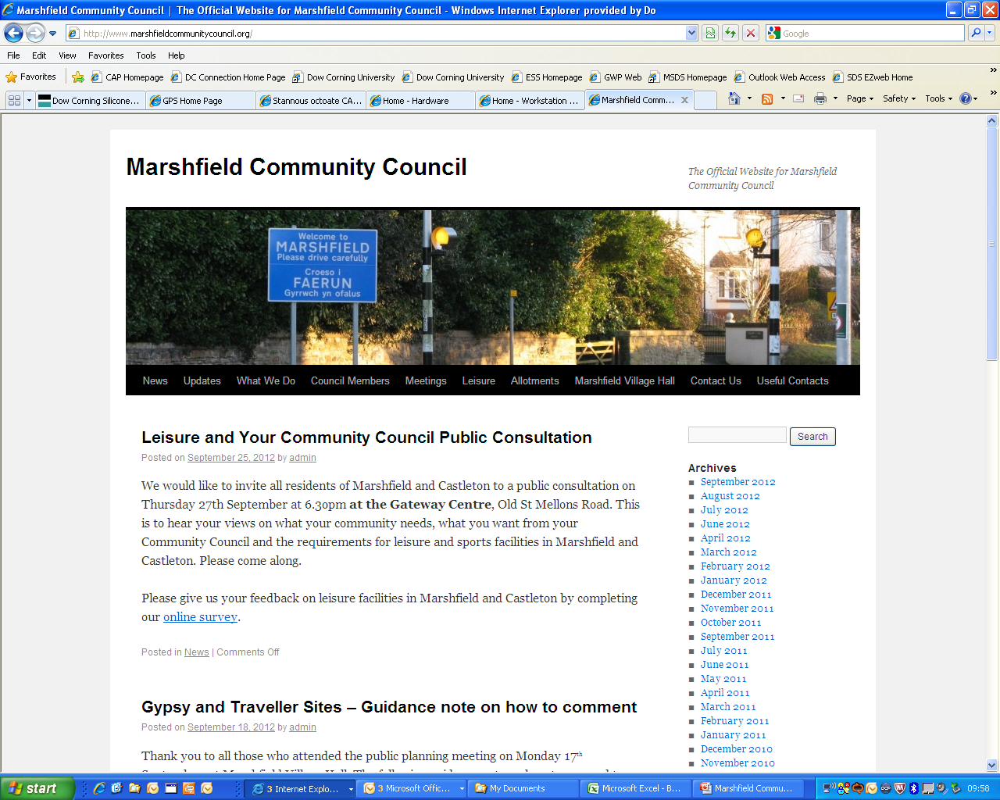 Marshfield Community Council | The Official Website for Marshfield Community Council - Windows Internet Explorer provided by Do
http://www.marshfieldcommunitycouncil.org/
Google
File Edit View Favorites Tools Help
Favorites CAP Homepage DC Connection Home Page Dow Corning University Dow Corning University ESS Homepage GWP Web MSDS Homepage Outlook Web Access SDS EZweb Home
Dow Corning Silicone... GPS Home Page Stannous octoate CA... Home - Hardware Home - Workstation ... Marshfield Comm... Page Safety Tools
Marshfield Community Council
The Official Website for Marshfield
Community Council
Welcome to
MARSHFIELD
Please drive carefully
Croeso i
FAERUN
Gyrrwch yn ofalus
News Updates What We Do Council Members Meetings Leisure Allotments Marshfield Village Hall Contact Us Useful Contacts
Leisure and Your Community Council Public Consultation
Posted on September 25, 2012 by admin
We would like to invite all residents of Marshfield and Castleton to a public consultation on
Thursday 27th September at 6.30pm at the Gateway Centre, Old St Mellons Road. This
is to hear your views on what your community needs, what you want from your
Community Council and the requirements for leisure and sports facilities in Marshfield and
Castleton. Please come along.
Please give us your feedback on leisure facilities in Marshfield and Castleton by completing
our online survey.
Posted in News | Comments Off
Gypsy and Traveller Sites – Guidance note on how to comment
Posted on September 18, 2012 by admin
Thank you to all those who attended the public planning meeting on Monday 17th
Search
Archives
September 2012
August 2012
July 2012
June 2012
April 2012
March 2012
February 2012
January 2012
December 2011
November 2011
October 2011
September 2011
July 2011
June 2011
May 2011
April 2011
March 2011
February 2011
January 2011
December 2010
November 2010
start 3 Internet Explo... 3 Microsoft Offic... My Documents Microsoft Excel - B... Marshfield Commu... 09:58